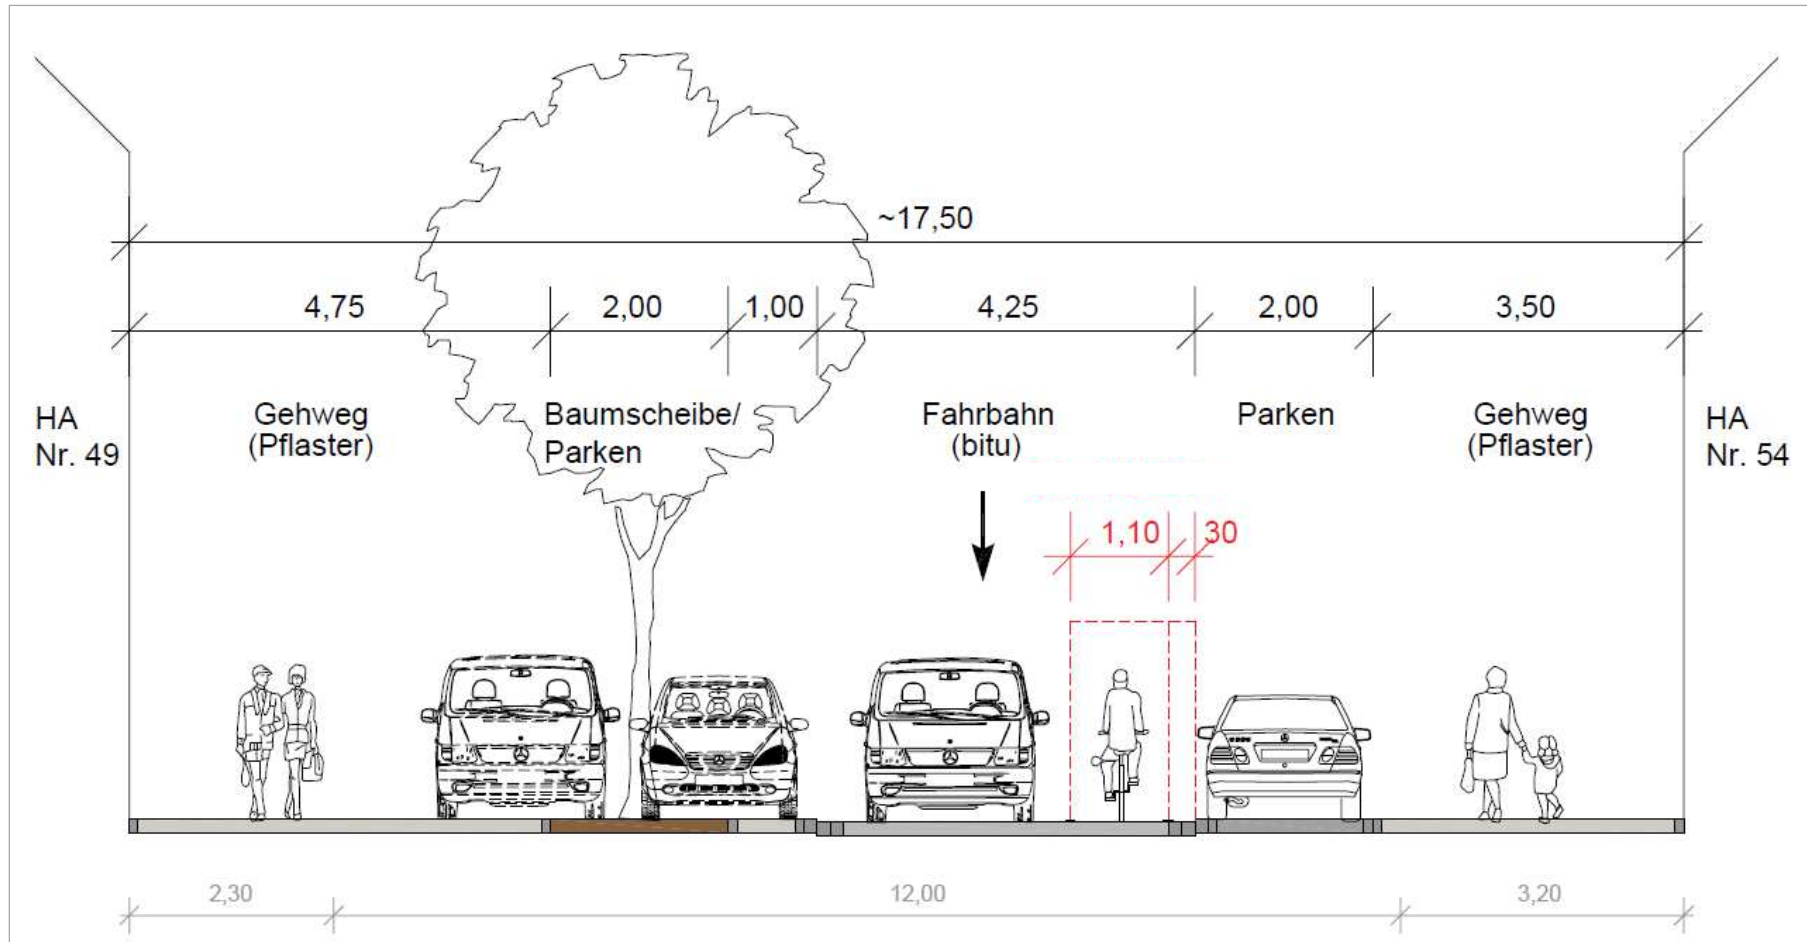 ~17,50
4,75
2,00
1,00
4,25
2,00
3,50
HA
Nr. 49
Gehweg
(Pflaster)
Baumscheibe/
Parken
Fahrbahn
(bitu)
Parken
Gehweg
(Pflaster)
HA
Nr. 54
1,10
30
2,30
12,00
3,20